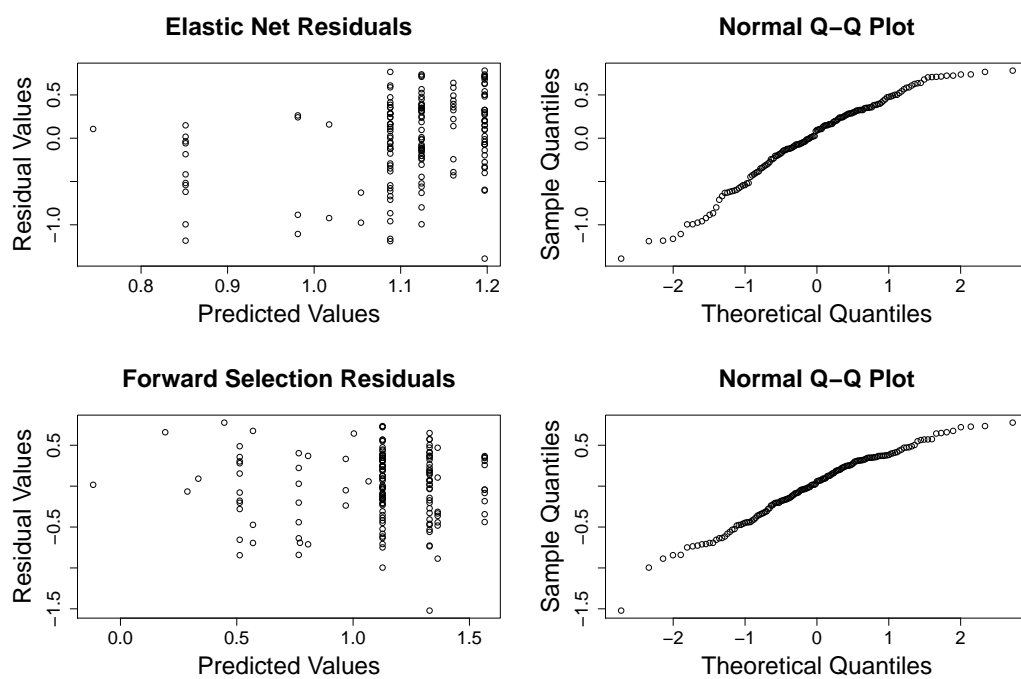 Elastic Net Residuals
Residual Values
0.5
0.0
−1.0
0.8
0.9
1.0
1.1
1.2
Predicted Values
Normal Q−Q Plot
Sample Quantiles
0.5
0.0
−1.0
−2
−1
0
1
2
Theoretical Quantiles
Forward Selection Residuals
Residual Values
0.5
−0.5
−1.5
0.0
0.5
1.0
1.5
Predicted Values
Normal Q−Q Plot
Sample Quantiles
0.5
−0.5
−1.5
−2
−1
0
1
2
Theoretical Quantiles